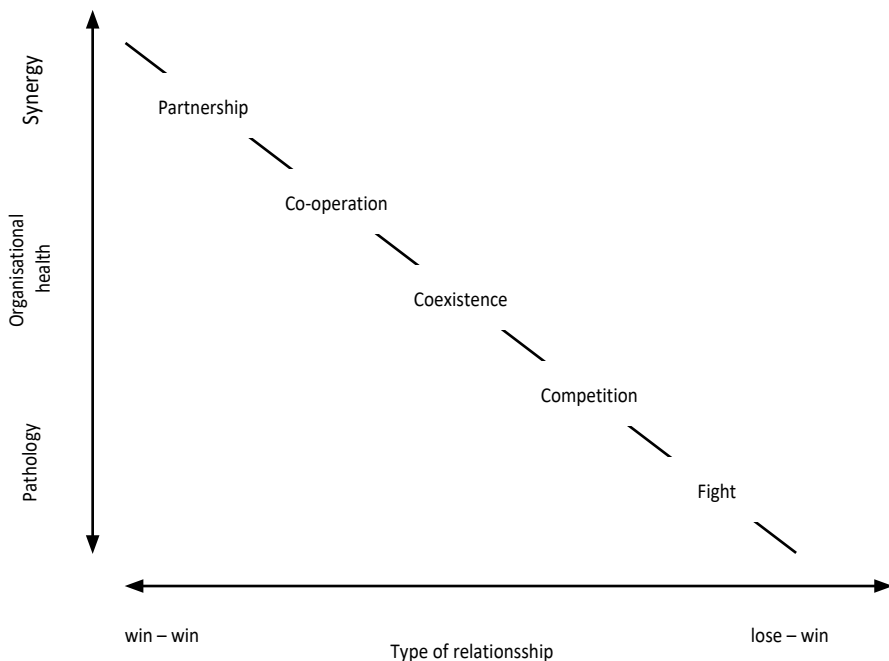 Synergy
Partnership
Co-operation
Organisational
health
Coexistence
Competition
Pathology
Fight
win – win
lose – win
Type of relationsship